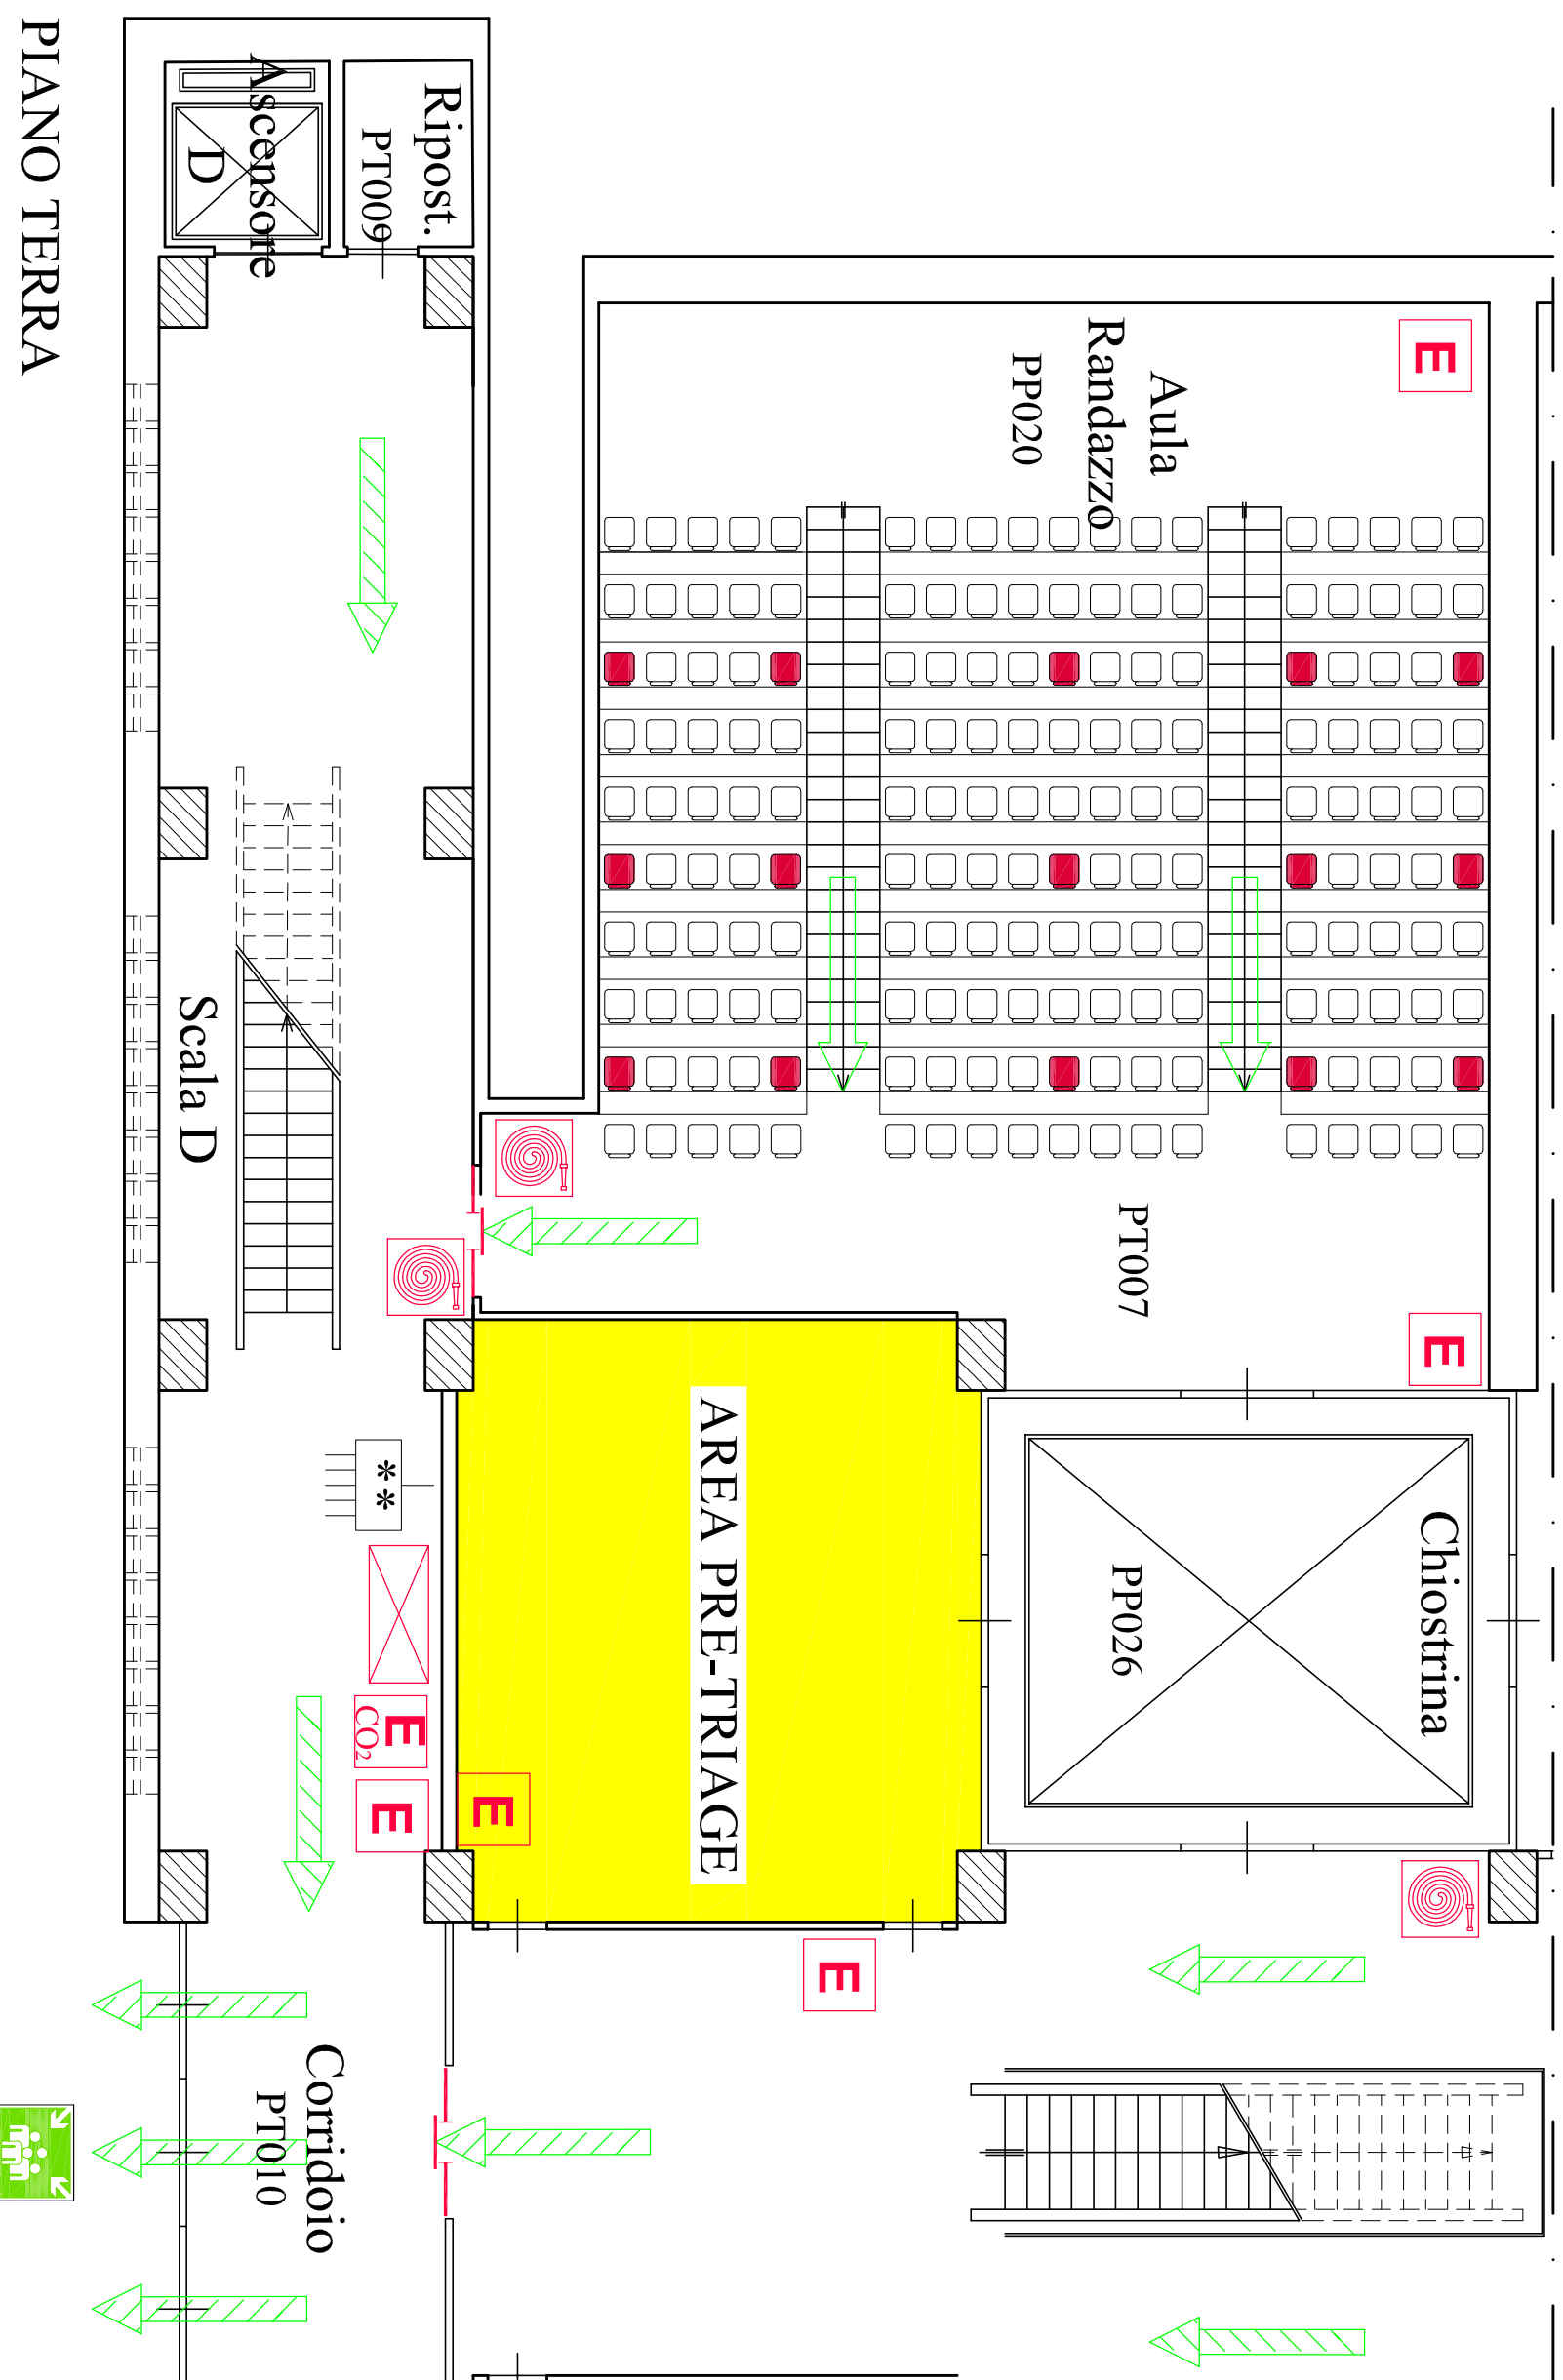 PIANO TERRA
Ripost.
PT009
Ascensore
D
Aula
Randazzo
PP020
E
Scala D
PT007
E
Chiostrina
PP026
AREA PRE-TRIAGE
**
E
CO2
E
E
E
Corridoio
PT010